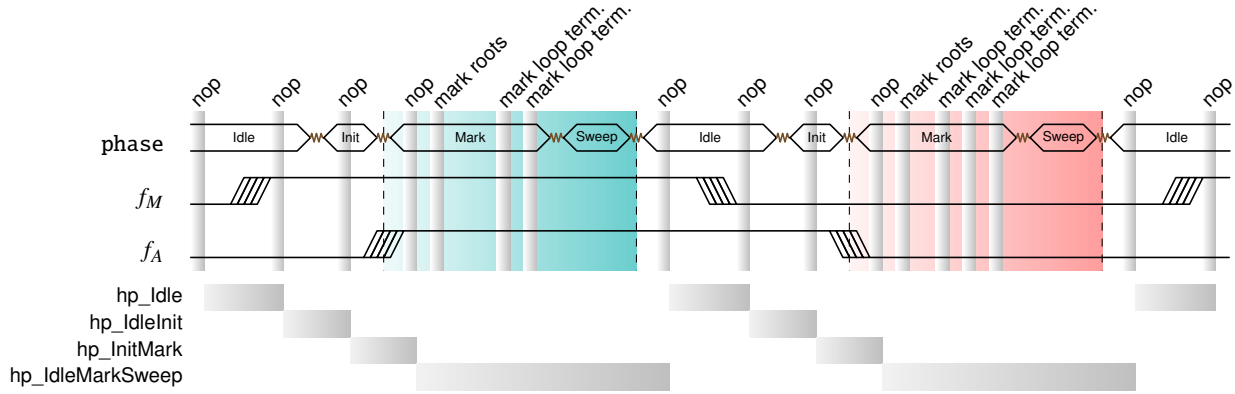 nop
nop
nop
nop
mark roots
mark loop term.
mark loop term.
nop
nop
nop
nop
mark roots
mark loop term.
mark loop term.
mark loop term.
nop
nop
phase
Idle
Init
Mark
Sweep
Idle
Init
Mark
Sweep
Idle
f_M
f_A
hp_Idle
hp_IdleInit
hp_InitMark
hp_IdleMarkSweep